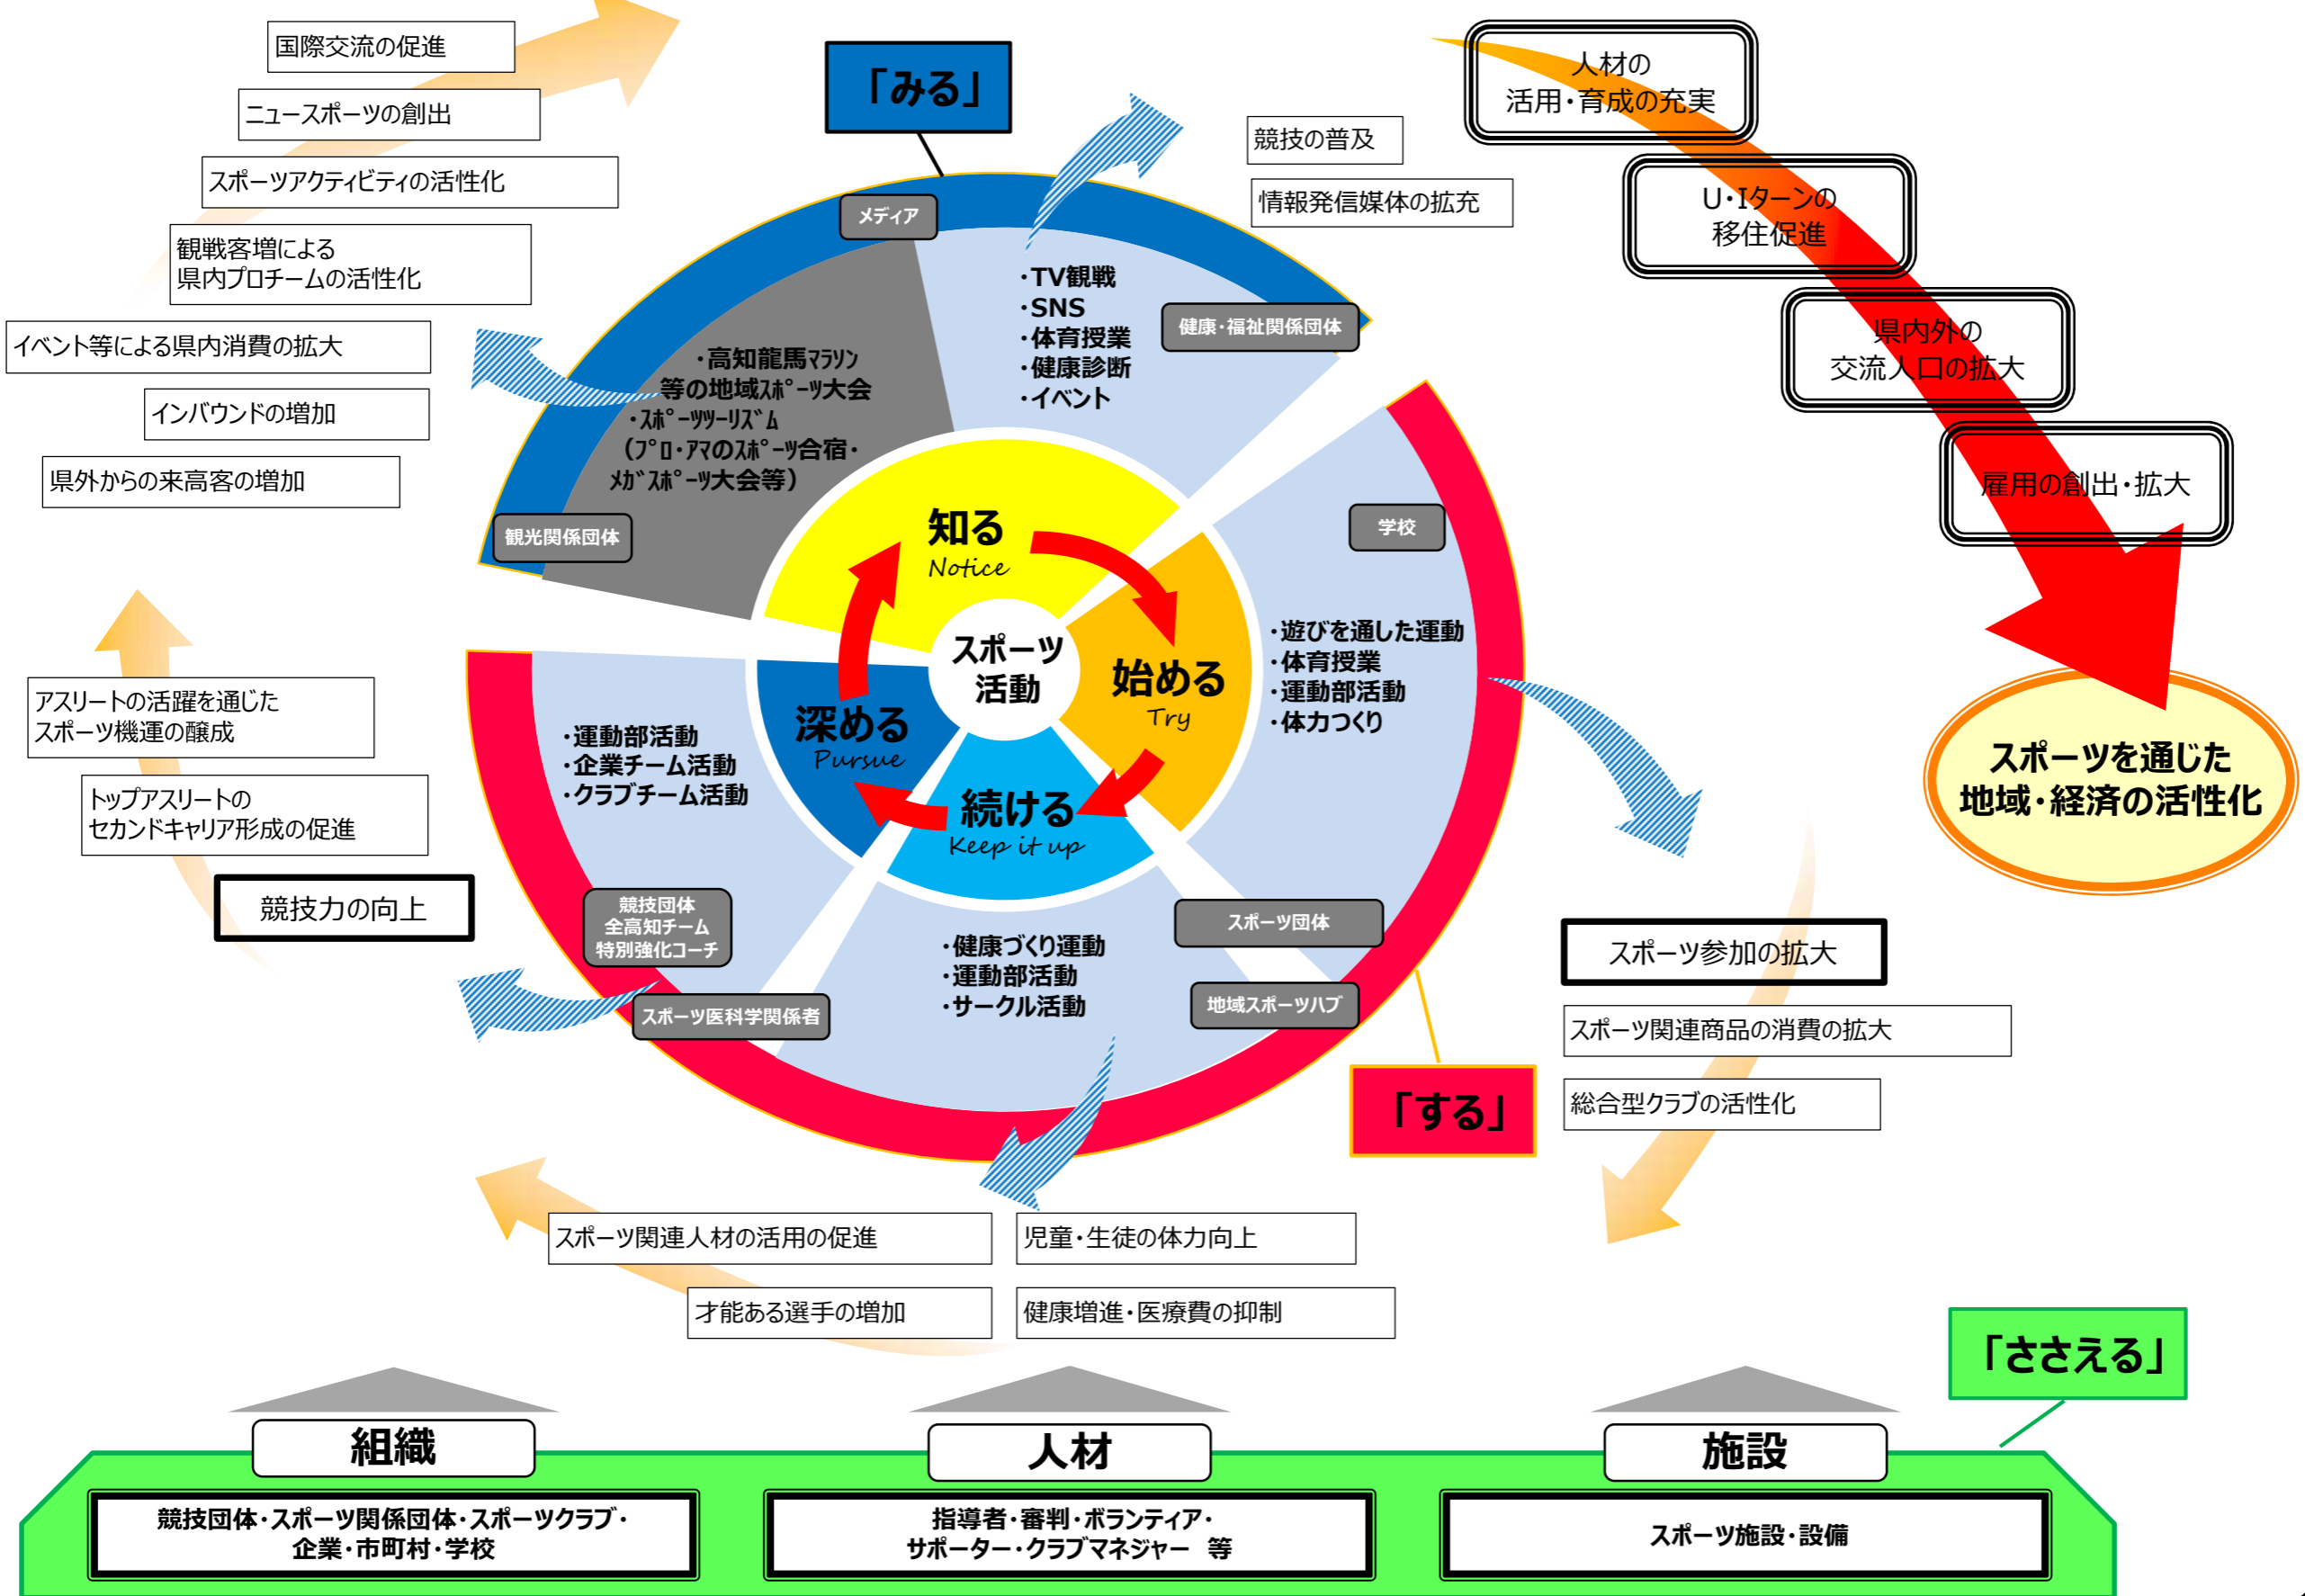 国際交流の促進
ニュースポーツの創出
スポーツアクティビティの活性化
観戦客増による
県内プロチームの活性化
イベント等による県内消費の拡大
インバウンドの増加
県外からの来高客の増加
「みる」
競技の普及
情報発信媒体の拡充
人材の
活用・育成の充実
U・Iターンの
移住促進
県内外の
交流人口の拡大
雇用の創出・拡大
スポーツを通じた
地域・経済の活性化
メディア
・TV観戦
・SNS
・体育授業
・健康診断
・イベント
健康・福祉関係団体
・高知龍馬ﾏﾗｿﾝ
等の地域ｽﾎﾟｰﾂ大会
・ｽﾎﾟｰﾂﾂｰﾘｽﾞﾑ
（ﾌﾟﾛ・ｱﾏのｽﾎﾟｰﾂ合宿・
ﾒｶﾞｽﾎﾟｰﾂ大会等）
観光関係団体
知る
Notice
学校
スポーツ
活動
始める
Try
・遊びを通した運動
・体育授業
・運動部活動
・体力つくり
深める
Pursue
続ける
Keep it up
・運動部活動
・企業チーム活動
・クラブチーム活動
競技団体
全高知チーム
特別強化コーチ
スポーツ医科学関係者
・健康づくり運動
・運動部活動
・サークル活動
スポーツ団体
地域スポーツハブ
「する」
アスリートの活躍を通じた
スポーツ機運の醸成
トップアスリートの
セカンドキャリア形成の促進
競技力の向上
スポーツ参加の拡大
スポーツ関連商品の消費の拡大
総合型クラブの活性化
スポーツ関連人材の活用の促進
児童・生徒の体力向上
才能ある選手の増加
健康増進・医療費の抑制
「ささえる」
組織
競技団体・スポーツ関係団体・スポーツクラブ・
企業・市町村・学校
人材
指導者・審判・ボランティア・
サポーター・クラブマネジャー 等
施設
スポーツ施設・設備